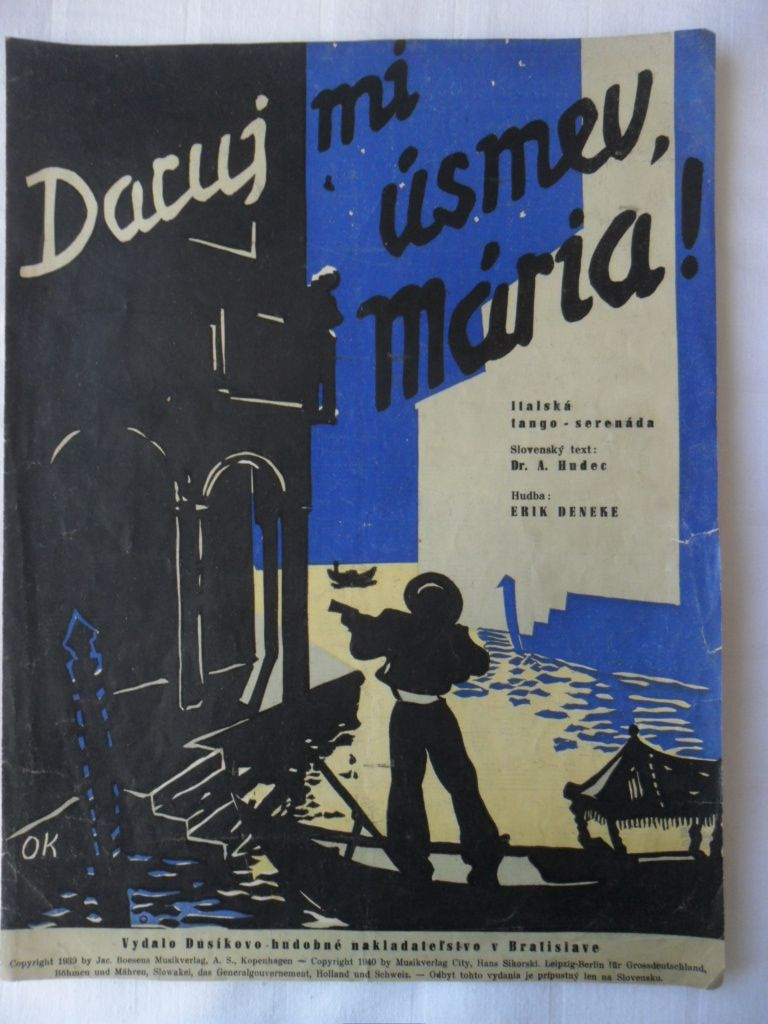 Daruj mi
úsmev,
Mária!
Italská
tango - serenáda
Slovenský text:
Dr. A. Hudec
Hudba:
ERIK DENEKE
OK
Vydalo Dusíkovo hudobné nakladateľstvo v Bratislave
Copyright 1939 by Jac. Boesens Musikverlag, A. S., Kopenhagen — Copyright 1940 by Musikverlag City, Hans Sikorski. Leipzig-Berlin für Grossdeutschland,
Böhmen und Mähren, Slowakei, das Generalgouvernement, Holland und Schweiz. — Odbyt tohto vydania je prípustný len na Slovensku.